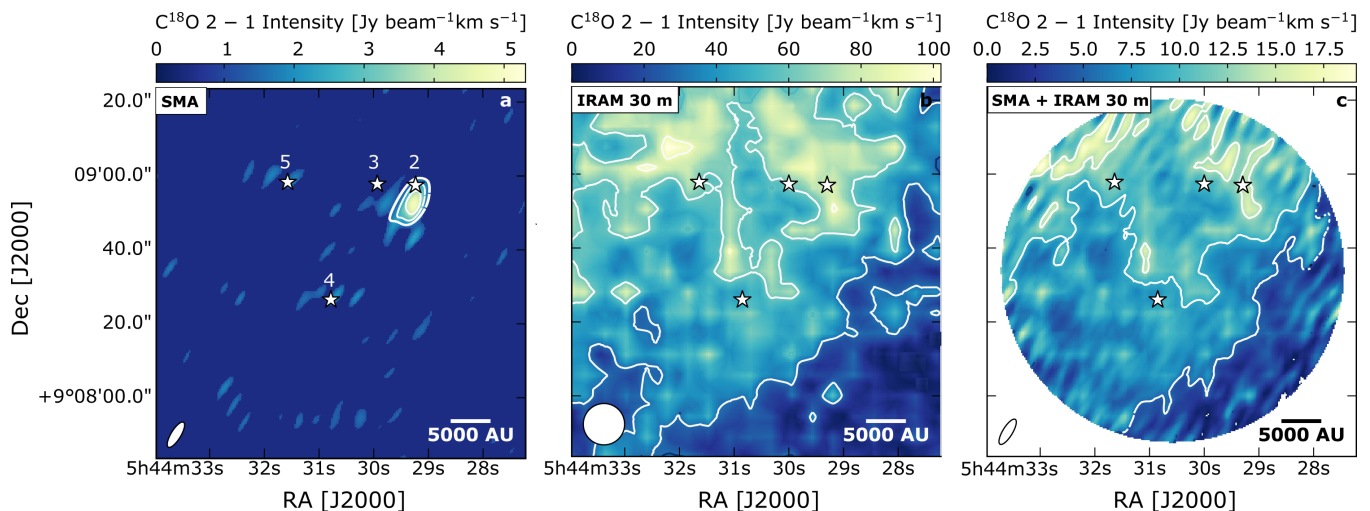 C¹⁸O 2 − 1 Intensity [Jy beam⁻¹km s⁻¹]
0 1 2 3 4 5
SMA
a
5
3
2
4
5000 AU
20.0"
09'00.0"
40.0"
20.0"
+9°08'00.0"
Dec [J2000]
5h44m33s 32s 31s 30s 29s 28s
RA [J2000]
C¹⁸O 2 − 1 Intensity [Jy beam⁻¹km s⁻¹]
0 20 40 60 80 100
IRAM 30 m
b
5000 AU
5h44m33s 32s 31s 30s 29s 28s
RA [J2000]
C¹⁸O 2 − 1 Intensity [Jy beam⁻¹km s⁻¹]
0.0 2.5 5.0 7.5 10.0 12.5 15.0 17.5
SMA + IRAM 30 m
c
5000 AU
5h44m33s 32s 31s 30s 29s 28s
RA [J2000]